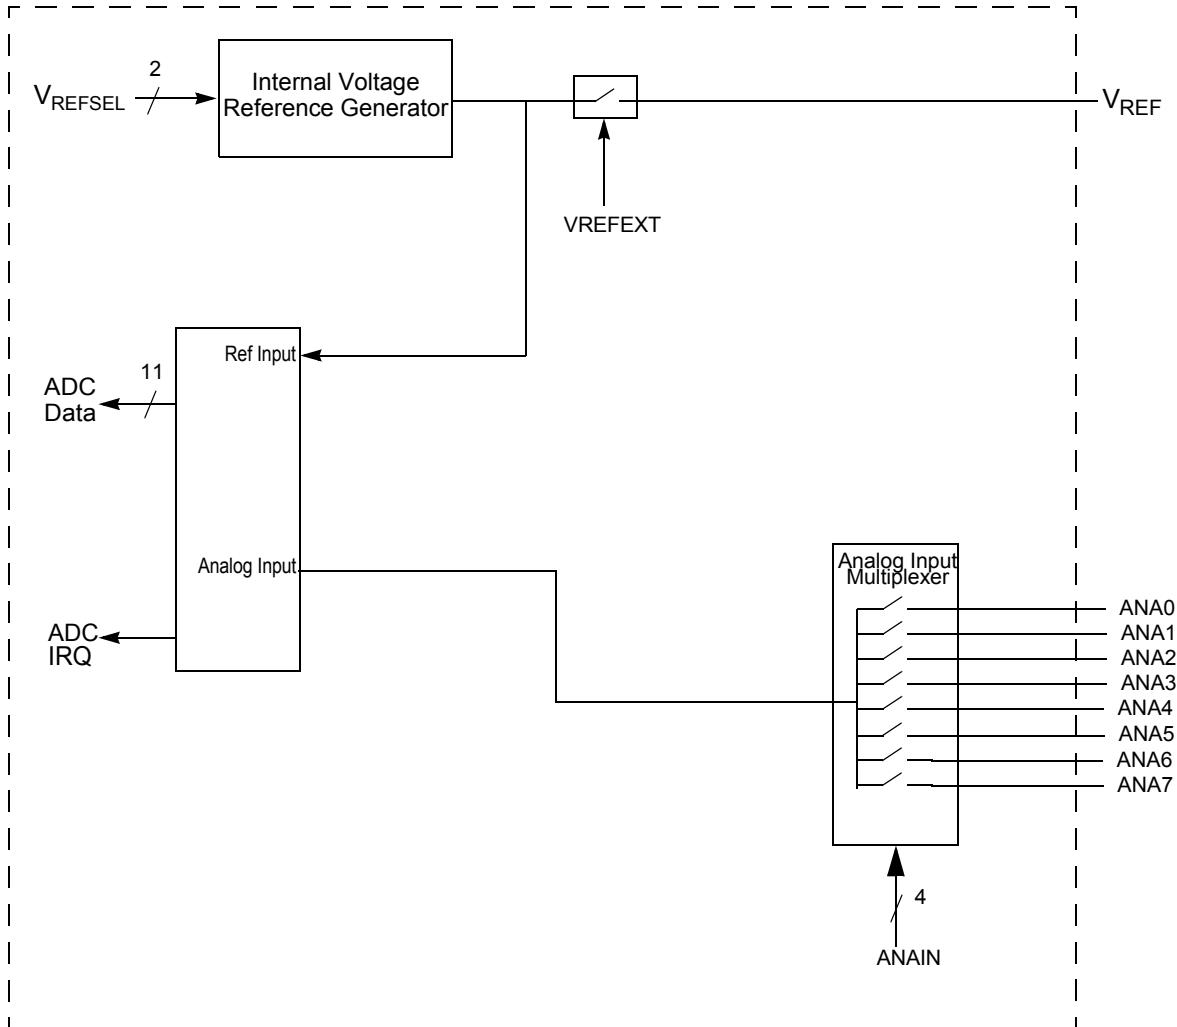 2
VREFSEL
Internal Voltage
Reference Generator
VREF
VREFEXT
Ref Input
11
ADC
Data
Analog Input
ADC
IRQ
Analog Input
Multiplexer
ANA0
ANA1
ANA2
ANA3
ANA4
ANA5
ANA6
ANA7
4
ANAIN